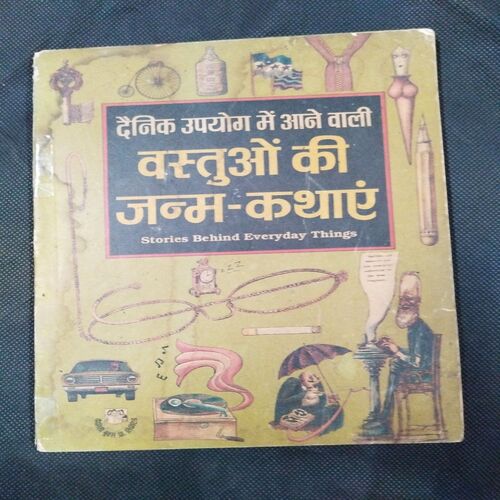 दैनिक उपयोग में आने वाली
वस्तुओं की
जन्म-कथाएं
Stories Behind Everyday Things